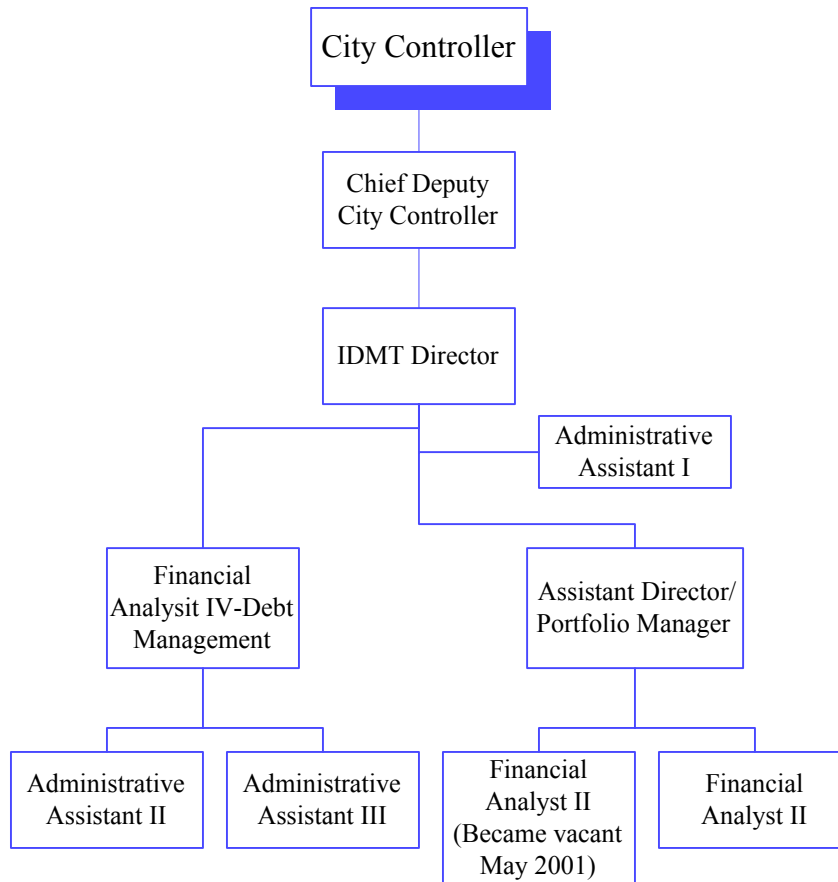 City Controller
Chief Deputy
City Controller
IDMT Director
Administrative
Assistant I
Financial
Analysit IV-Debt
Management
Assistant Director/
Portfolio Manager
Administrative
Assistant II
Administrative
Assistant III
Financial
Analyst II
(Became vacant
May 2001)
Financial
Analyst II